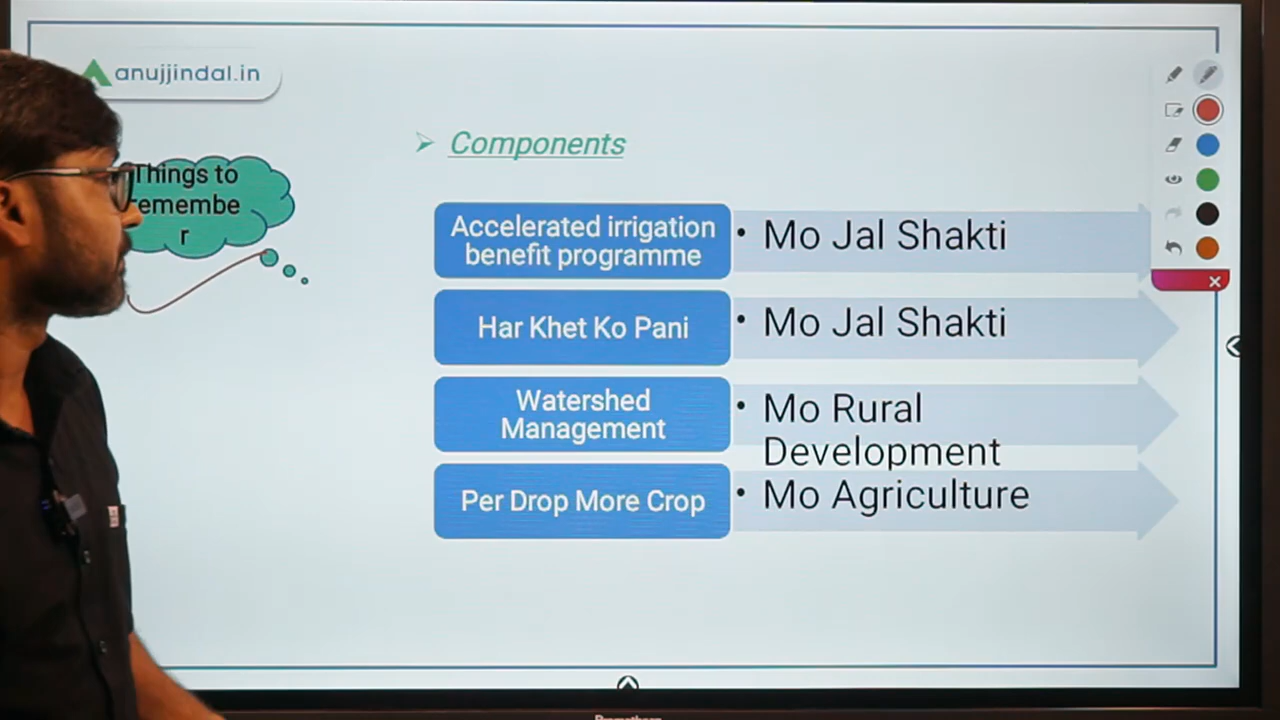 anujjindal.in
Things to
remembe
r
Components
Accelerated irrigation
benefit programme
• Mo Jal Shakti
Har Khet Ko Pani
• Mo Jal Shakti
Watershed
Management
• Mo Rural
Development
Per Drop More Crop
• Mo Agriculture